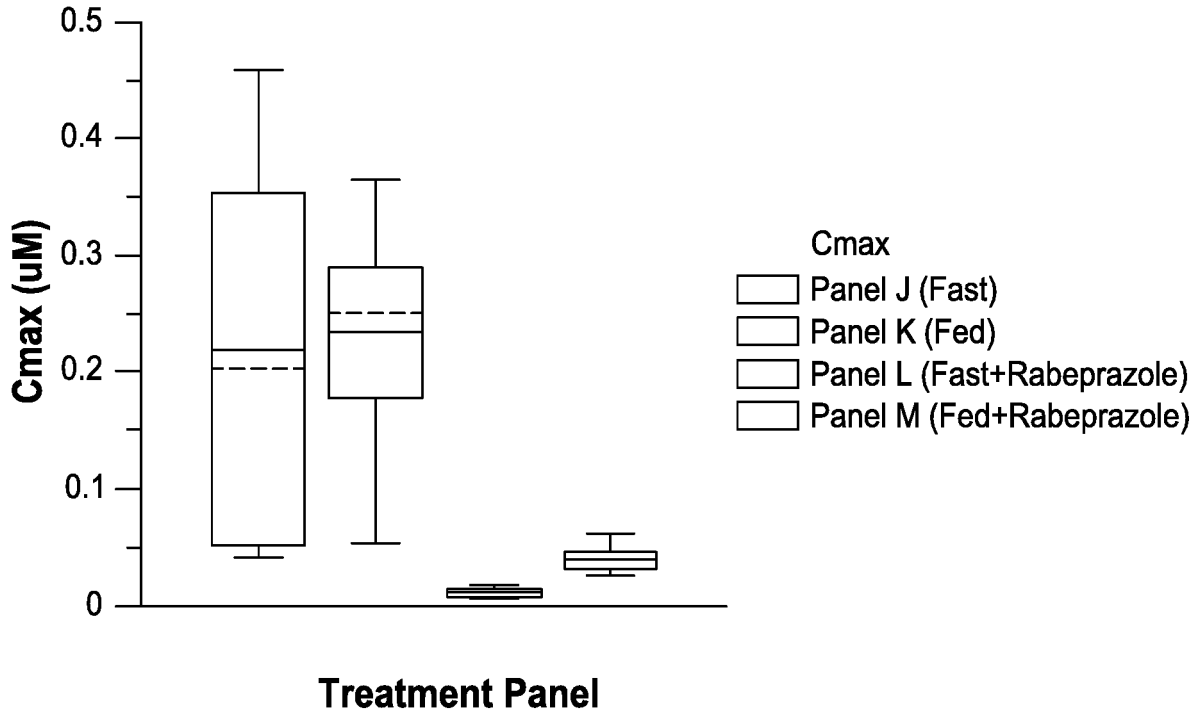 0.5
0.4
0.3
0.2
0.1
0
Cmax (uM)
Treatment Panel
Cmax
Panel J (Fast)
Panel K (Fed)
Panel L (Fast+Rabeprazole)
Panel M (Fed+Rabeprazole)